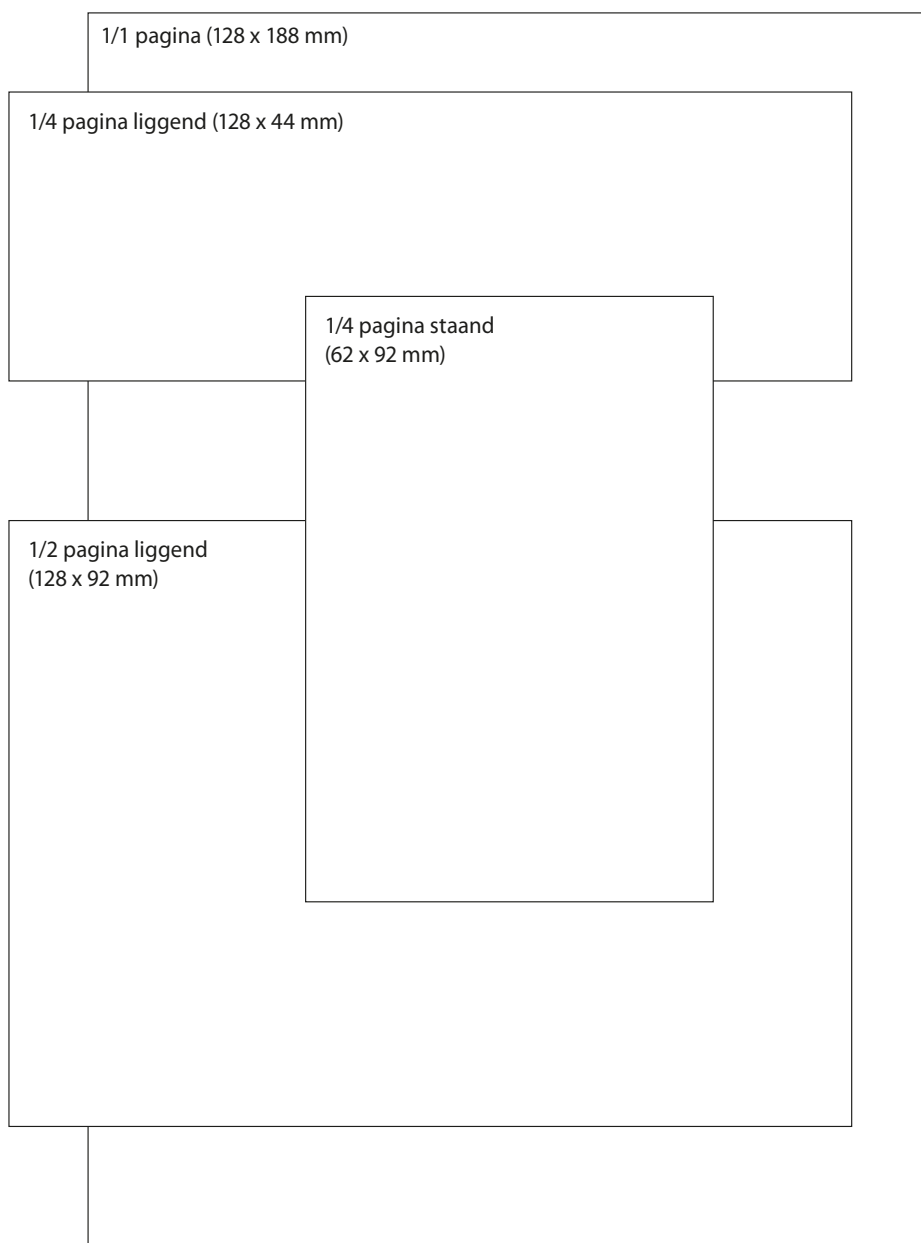 1/1 pagina (128 x 188 mm)
1/4 pagina liggend (128 x 44 mm)
1/4 pagina staand
(62 x 92 mm)
1/2 pagina liggend
(128 x 92 mm)